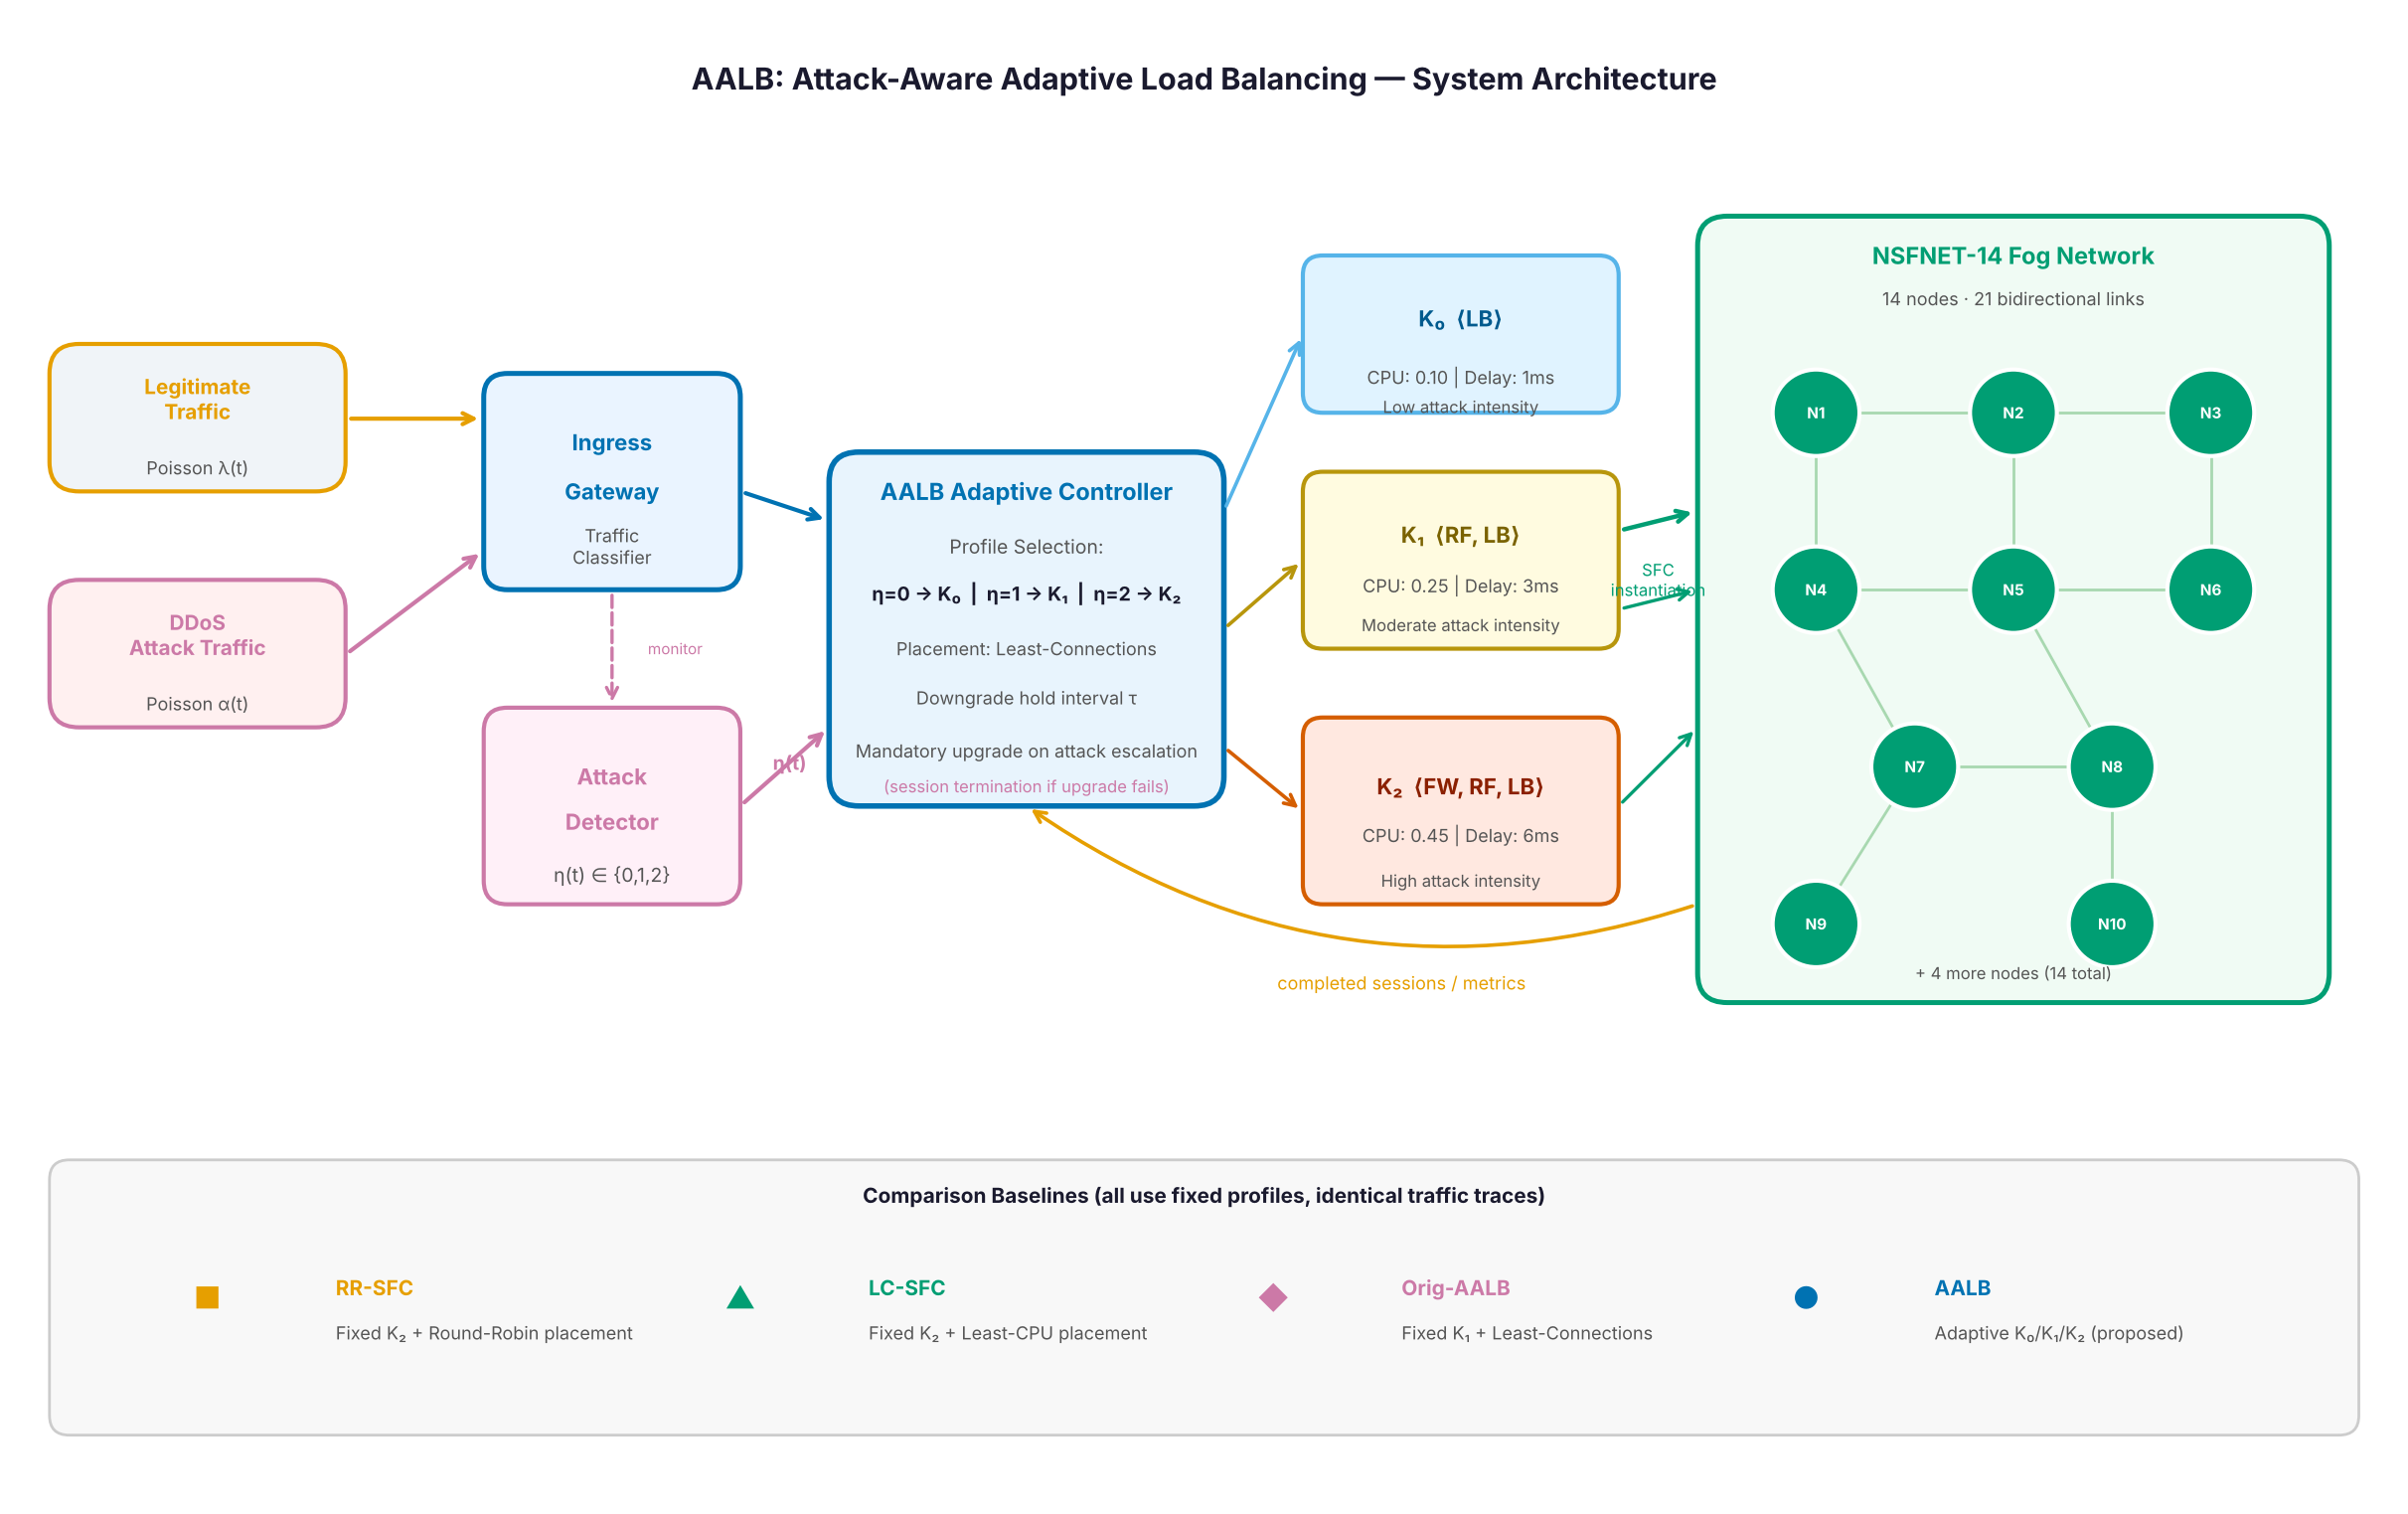 AALB: Attack-Aware Adaptive Load Balancing — System Architecture
Legitimate
Traffic
Poisson λ(t)
DDoS
Attack Traffic
Poisson α(t)
Ingress
Gateway
Traffic
Classifier
monitor
Attack
Detector
η(t) ∈ {0,1,2}
η(t)
AALB Adaptive Controller
Profile Selection:
η=0 → K₀ | η=1 → K₁ | η=2 → K₂
Placement: Least-Connections
Downgrade hold interval τ
Mandatory upgrade on attack escalation
(session termination if upgrade fails)
K₀ ⟨LB⟩
CPU: 0.10 | Delay: 1ms
Low attack intensity
K₁ ⟨RF, LB⟩
CPU: 0.25 | Delay: 3ms
Moderate attack intensity
K₂ ⟨FW, RF, LB⟩
CPU: 0.45 | Delay: 6ms
High attack intensity
SFC
instantiation
completed sessions / metrics
NSFNET-14 Fog Network
14 nodes · 21 bidirectional links
N1
N2
N3
N4
N5
N6
N7
N8
N9
N10
+ 4 more nodes (14 total)
Comparison Baselines (all use fixed profiles, identical traffic traces)
RR-SFC
Fixed K₂ + Round-Robin placement
LC-SFC
Fixed K₂ + Least-CPU placement
Orig-AALB
Fixed K₁ + Least-Connections
AALB
Adaptive K₀/K₁/K₂ (proposed)